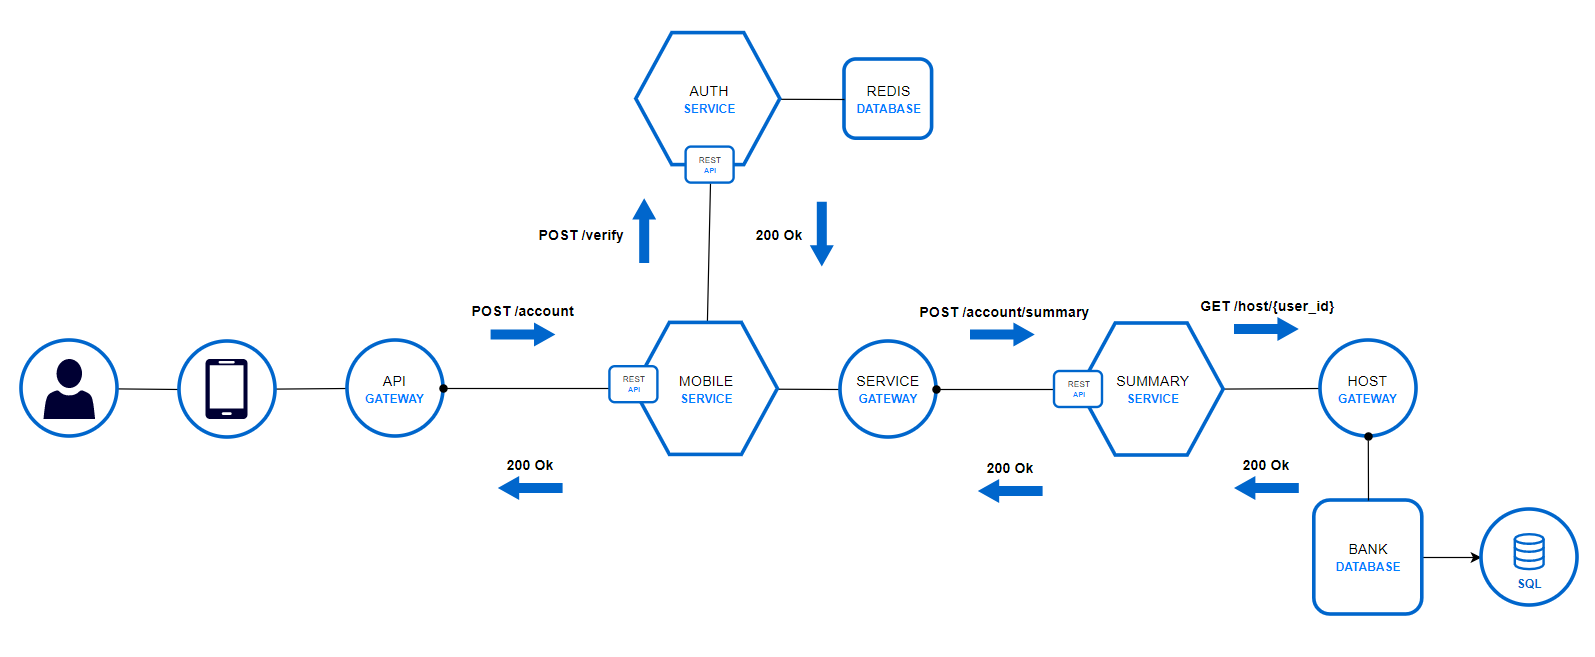 AUTH
SERVICE
REDIS
DATABASE
REST
API
POST /verify
200 Ok
POST /account
POST /account/summary
GET /host/{user_id}
API
GATEWAY
REST
API
MOBILE
SERVICE
SERVICE
GATEWAY
REST
API
SUMMARY
SERVICE
HOST
GATEWAY
200 Ok
200 Ok
200 Ok
BANK
DATABASE
SQL